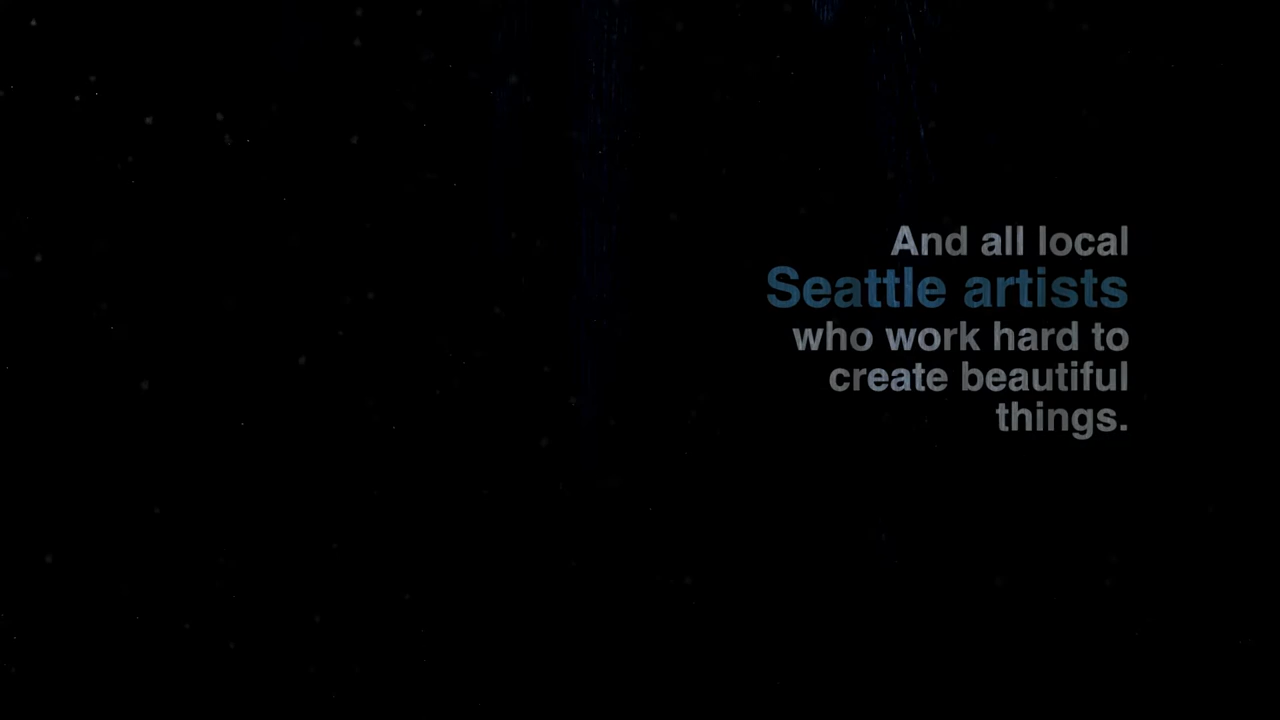 And all local
Seattle artists
who work hard to
create beautiful
things.